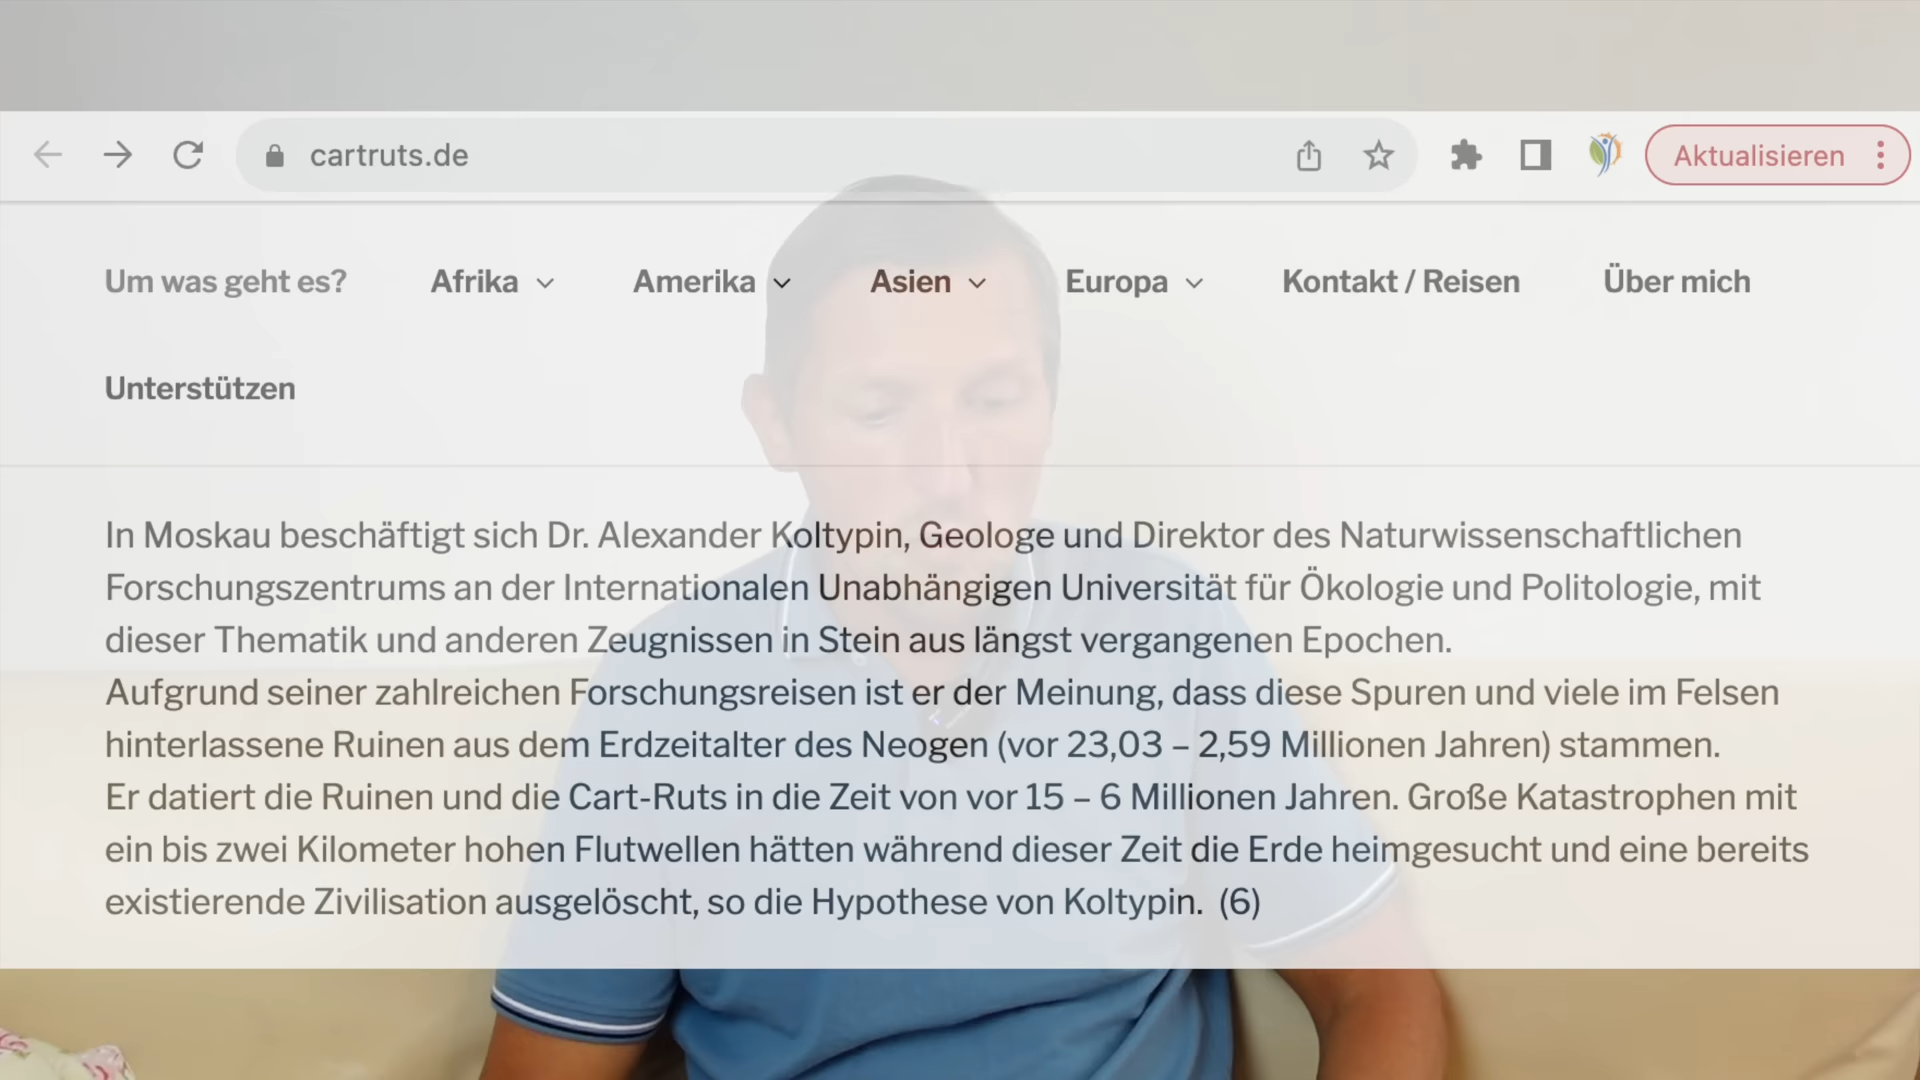 cartruts.de
Aktualisieren
Um was geht es? Afrika Amerika Asien Europa Kontakt / Reisen Über mich
Unterstützen
In Moskau beschäftigt sich Dr. Alexander Koltypin, Geologe und Direktor des Naturwissenschaftlichen
Forschungszentrums an der Internationalen Unabhängigen Universität für Ökologie und Politologie, mit
dieser Thematik und anderen Zeugnissen in Stein aus längst vergangenen Epochen.
Aufgrund seiner zahlreichen Forschungsreisen ist er der Meinung, dass diese Spuren und viele im Felsen
hinterlassene Ruinen aus dem Erdzeitalter des Neogen (vor 23,03 – 2,59 Millionen Jahren) stammen.
Er datiert die Ruinen und die Cart-Ruts in die Zeit von vor 15 – 6 Millionen Jahren. Große Katastrophen mit
ein bis zwei Kilometer hohen Flutwellen hätten während dieser Zeit die Erde heimgesucht und eine bereits
existierende Zivilisation ausgelöscht, so die Hypothese von Koltypin. (6)